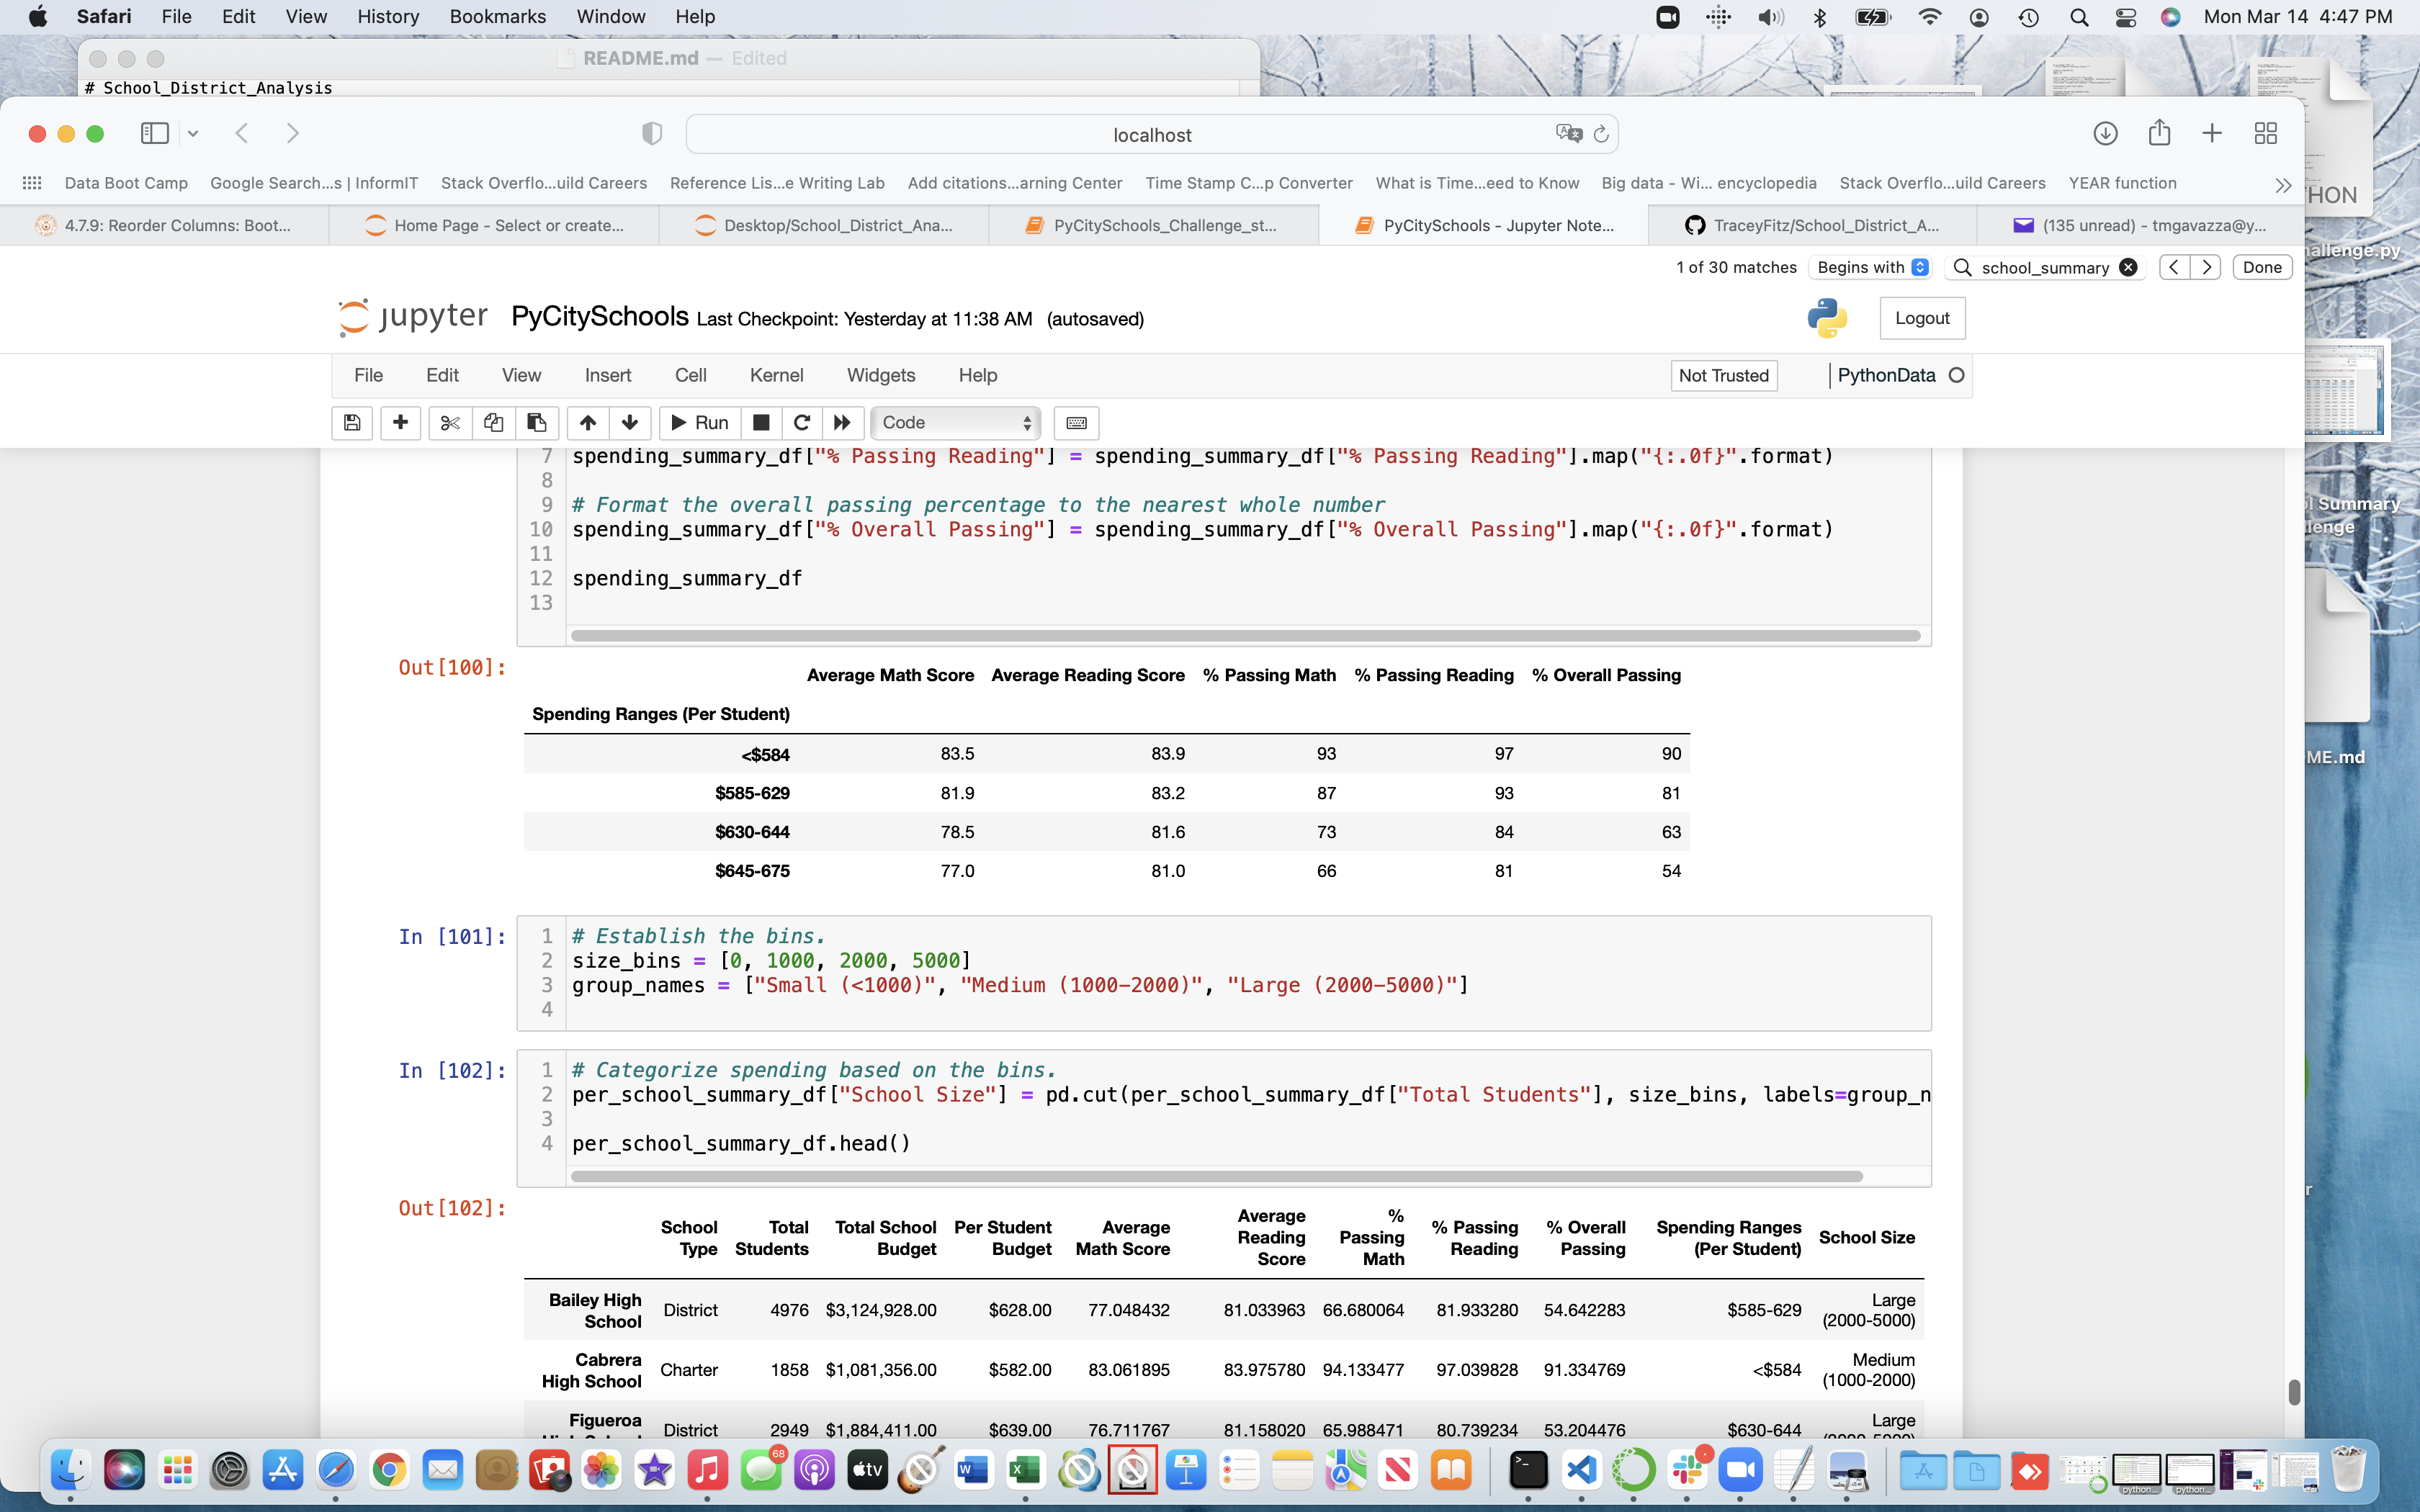 Safari File Edit View History Bookmarks Window Help Mon Mar 14 4:47 PM
README.md — Edited
# School_District_Analysis
localhost
Data Boot Camp Google Search...s | InformIT Stack Overflo...uild Careers Reference Lis...e Writing Lab Add citations...arning Center Time Stamp C...p Converter What is Time...eed to Know Big data - Wi... encyclopedia Stack Overflo...uild Careers YEAR function
4.7.9: Reorder Columns: Boot... Home Page - Select or create... Desktop/School_District_Ana... PyCitySchools_Challenge_st... PyCitySchools - Jupyter Note... TraceyFitz/School_District_A... (135 unread) - tmgavazza@y...
1 of 30 matches Begins with school_summary Done
jupyter PyCitySchools Last Checkpoint: Yesterday at 11:38 AM (autosaved) Logout
File Edit View Insert Cell Kernel Widgets Help Not Trusted PythonData
Run Code
7 spending_summary_df["% Passing Reading"] = spending_summary_df["% Passing Reading"].map("{:.0f}".format)
8
9 # Format the overall passing percentage to the nearest whole number
10 spending_summary_df["% Overall Passing"] = spending_summary_df["% Overall Passing"].map("{:.0f}".format)
11
12 spending_summary_df
13
Out[100]:
Average Math Score Average Reading Score % Passing Math % Passing Reading % Overall Passing
Spending Ranges (Per Student)
<$584 83.5 83.9 93 97 90
$585-629 81.9 83.2 87 93 81
$630-644 78.5 81.6 73 84 63
$645-675 77.0 81.0 66 81 54
In [101]:
1 # Establish the bins.
2 size_bins = [0, 1000, 2000, 5000]
3 group_names = ["Small (<1000)", "Medium (1000-2000)", "Large (2000-5000)"]
4
In [102]:
1 # Categorize spending based on the bins.
2 per_school_summary_df["School Size"] = pd.cut(per_school_summary_df["Total Students"], size_bins, labels=group_n
3
4 per_school_summary_df.head()
Out[102]:
School Type Total Students Total School Budget Per Student Budget Average Math Score Average Reading Score % Passing Math % Passing Reading % Overall Passing Spending Ranges (Per Student) School Size
Bailey High School District 4976 $3,124,928.00 $628.00 77.048432 81.033963 66.680064 81.933280 54.642283 $585-629 Large (2000-5000)
Cabrera High School Charter 1858 $1,081,356.00 $582.00 83.061895 83.975780 94.133477 97.039828 91.334769 <$584 Medium (1000-2000)
Figueroa District 2949 $1,884,411.00 $639.00 76.711767 81.158020 65.988471 80.739234 53.204476 $630-644 Large
HON
allenge.py
Summary
lenge
ME.md
68
tv
python...
python...